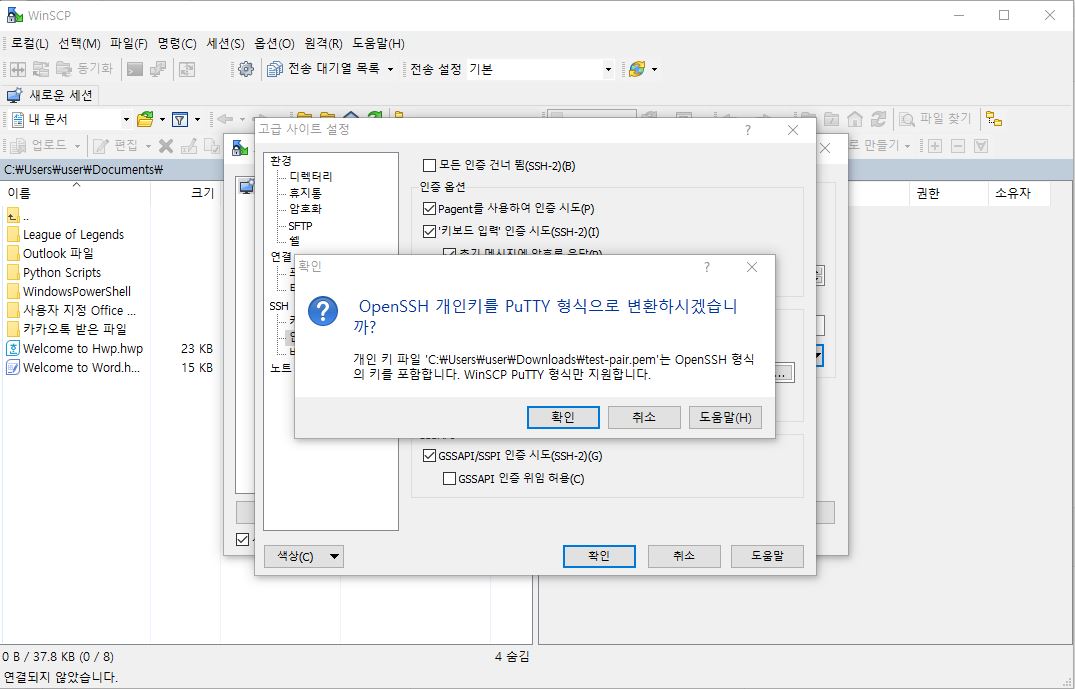 WinSCP
로컬(L) 선택(M) 파일(F) 명령(C) 세션(S) 옵션(O) 원격(R) 도움말(H)
동기화 전송 대기열 목록 전송 설정 기본
새로운 세션
내 문서 파일 찾기
업로드 편집 로 만들기
C:₩Users₩user₩Documents₩
이름 크기 권한 소유자
..
League of Legends
Outlook 파일
Python Scripts
WindowsPowerShell
사용자 지정 Office ...
카카오톡 받은 파일
Welcome to Hwp.hwp 23 KB
Welcome to Word.h... 15 KB
고급 사이트 설정 ?
환경
디렉터리
휴지통
암호화
SFTP
쉘
연결
SSH
노트
모든 인증 건너 뜀(SSH-2)(B)
인증 옵션
Pagent를 사용하여 인증 시도(P)
'키보드 입력' 인증 시도(SSH-2)(I)
확인 ?
OpenSSH 개인키를 PuTTY 형식으로 변환하시겠습니
까?
개인 키 파일 'C:₩Users₩user₩Downloads₩test-pair.pem'는 OpenSSH 형식
의 키를 포함합니다. WinSCP PuTTY 형식만 지원합니다.
확인 취소 도움말(H)
GSSAPI/SSPI 인증 시도(SSH-2)(G)
GSSAPI 인증 위임 허용(C)
색상(C) 확인 취소 도움말
0 B / 37.8 KB (0 / 8) 4 숨김
연결되지 않았습니다.